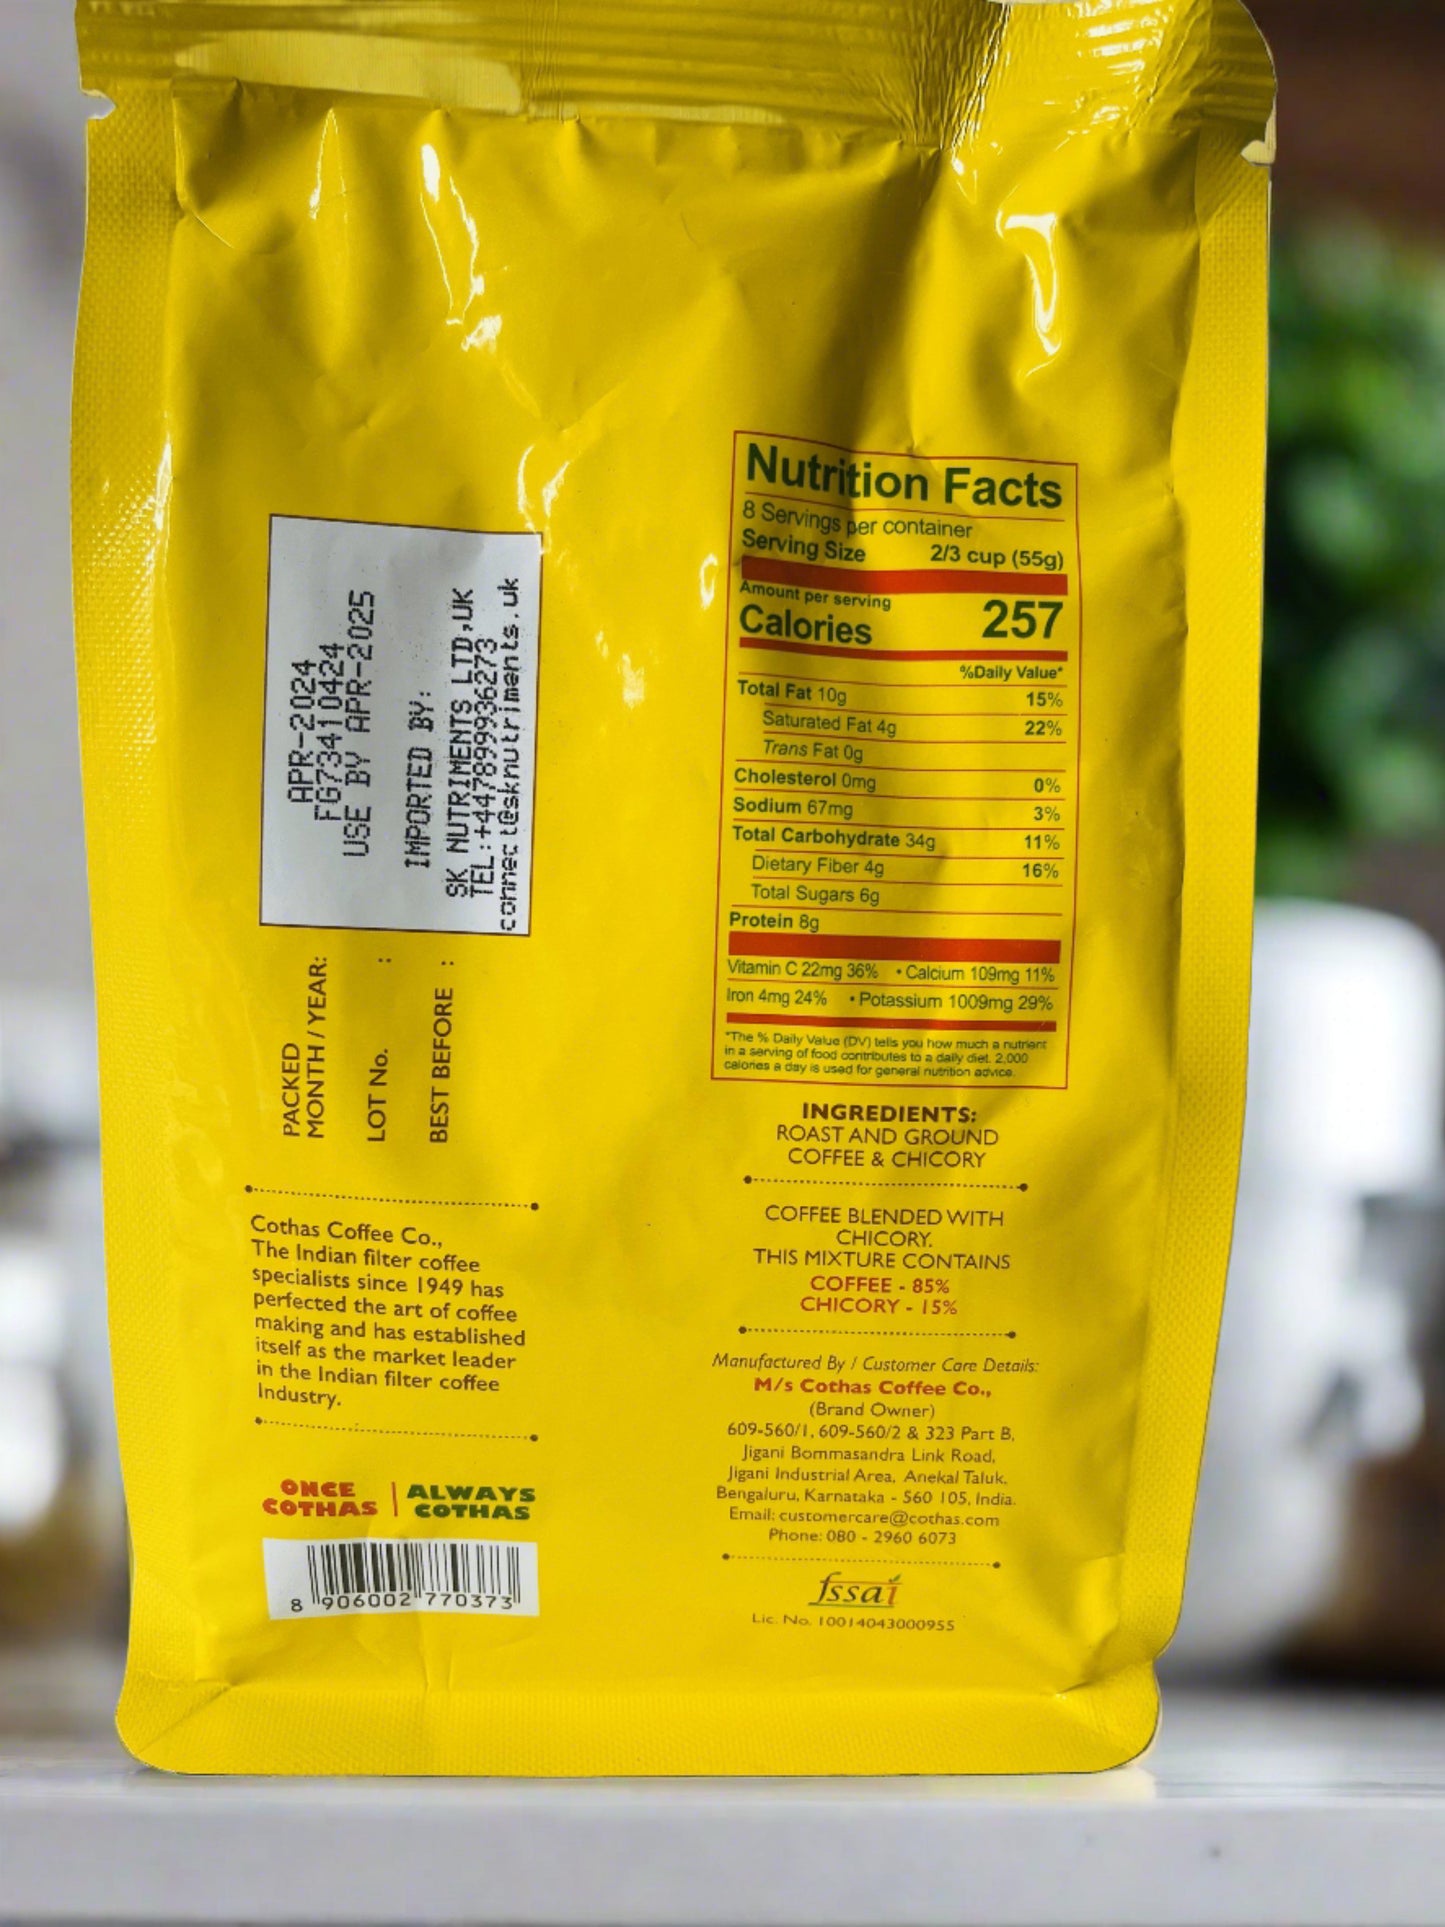 APR-2024
FG73410424
USE BY APR-2025
IMPORTED BY:
SK NUTRIMENTS LTD,UK
TEL:+447899936273
connect@sknutriments.uk
PACKED
MONTH / YEAR:
LOT No. :
BEST BEFORE :
Cothas Coffee Co.,
The Indian filter coffee
specialists since 1949 has
perfected the art of coffee
making and has established
itself as the market leader
in the Indian filter coffee
Industry.
ONCE
COTHAS
ALWAYS
COTHAS
8 906002 770373
Nutrition Facts
8 Servings per container
Serving Size 2/3 cup (55g)
Amount per serving
Calories 257
%Daily Value*
Total Fat 10g 15%
Saturated Fat 4g 22%
Trans Fat 0g
Cholesterol 0mg 0%
Sodium 67mg 3%
Total Carbohydrate 34g 11%
Dietary Fiber 4g 16%
Total Sugars 6g
Protein 8g
Vitamin C 22mg 36% • Calcium 109mg 11%
Iron 4mg 24% • Potassium 1009mg 29%
*The % Daily Value (DV) tells you how much a nutrient
in a serving of food contributes to a daily diet. 2,000
calories a day is used for general nutrition advice.
INGREDIENTS:
ROAST AND GROUND
COFFEE & CHICORY
COFFEE BLENDED WITH
CHICORY.
THIS MIXTURE CONTAINS
COFFEE - 85%
CHICORY - 15%
Manufactured By / Customer Care Details:
M/s Cothas Coffee Co.,
(Brand Owner)
609-560/1, 609-560/2 & 323 Part B,
Jigani Bommasandra Link Road,
Jigani Industrial Area, Anekal Taluk.
Bengaluru, Karnataka - 560 105, India.
Email: customercare@cothas.com
Phone: 080 - 2960 6073
fssai
Lic. No. 10014043000955